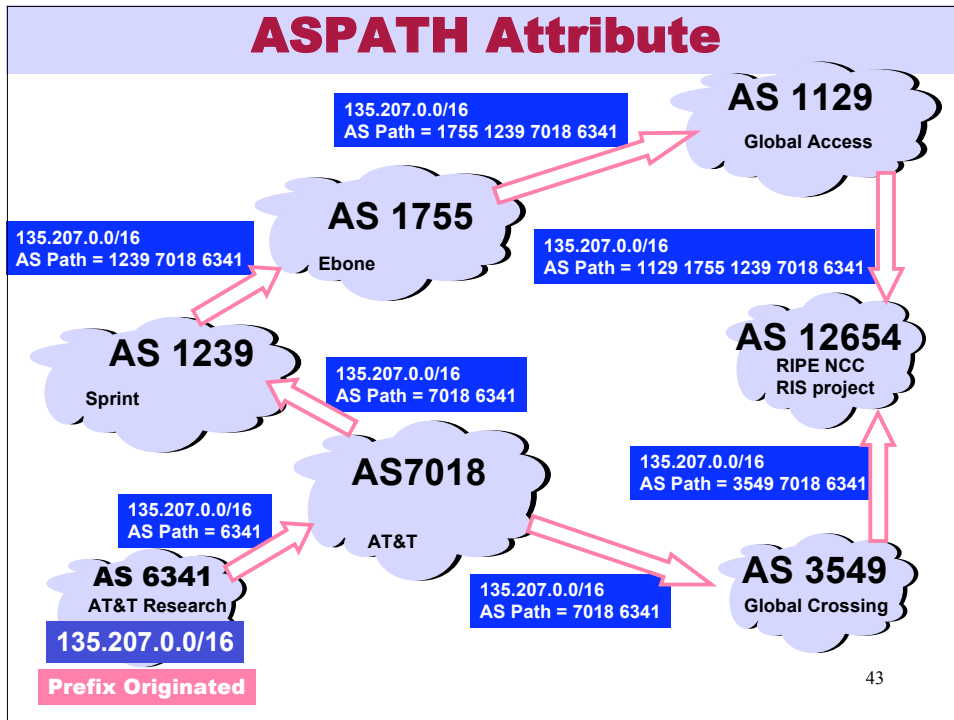 ASPATH Attribute
135.207.0.0/16
AS Path = 1755 1239 7018 6341
AS 1129
Global Access
AS 1755
Ebone
135.207.0.0/16
AS Path = 1239 7018 6341
135.207.0.0/16
AS Path = 1129 1755 1239 7018 6341
AS 12654
RIPE NCC
RIS project
AS 1239
Sprint
135.207.0.0/16
AS Path = 7018 6341
AS7018
AT&T
135.207.0.0/16
AS Path = 3549 7018 6341
135.207.0.0/16
AS Path = 6341
AS 6341
AT&T Research
135.207.0.0/16
Prefix Originated
135.207.0.0/16
AS Path = 7018 6341
AS 3549
Global Crossing
43